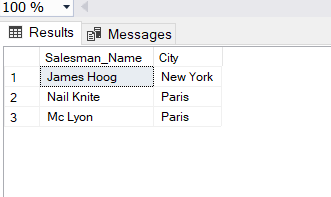 100 %
Results Messages
Salesman_Name City
1 James Hoog New York
2 Nail Knite Paris
3 Mc Lyon Paris